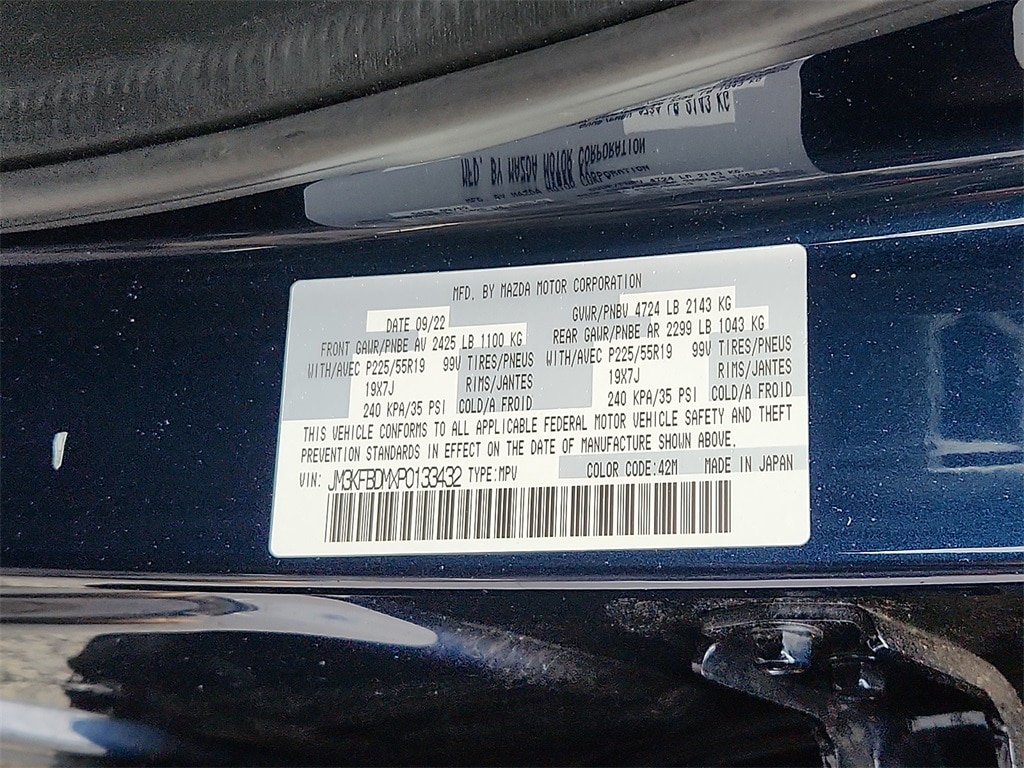 MFD. BY MAZDA MOTOR CORPORATION
DATE 09/22 GVWR/PNBV 4724 LB 2143 KG
FRONT GAWR/PNBE AV 2425 LB 1100 KG REAR GAWR/PNBE AR 2299 LB 1043 KG
WITH/AVEC P225/55R19 99V TIRES/PNEUS WITH/AVEC P225/55R19 99V TIRES/PNEUS
19X7J RIMS/JANTES 19X7J RIMS/JANTES
240 KPA/35 PSI COLD/A FROID 240 KPA/35 PSI COLD/A FROID
THIS VEHICLE CONFORMS TO ALL APPLICABLE FEDERAL MOTOR VEHICLE SAFETY AND THEFT
PREVENTION STANDARDS IN EFFECT ON THE DATE OF MANUFACTURE SHOWN ABOVE.
VIN: JM3KFBDMXP0133432 TYPE:MPV COLOR CODE:42M MADE IN JAPAN